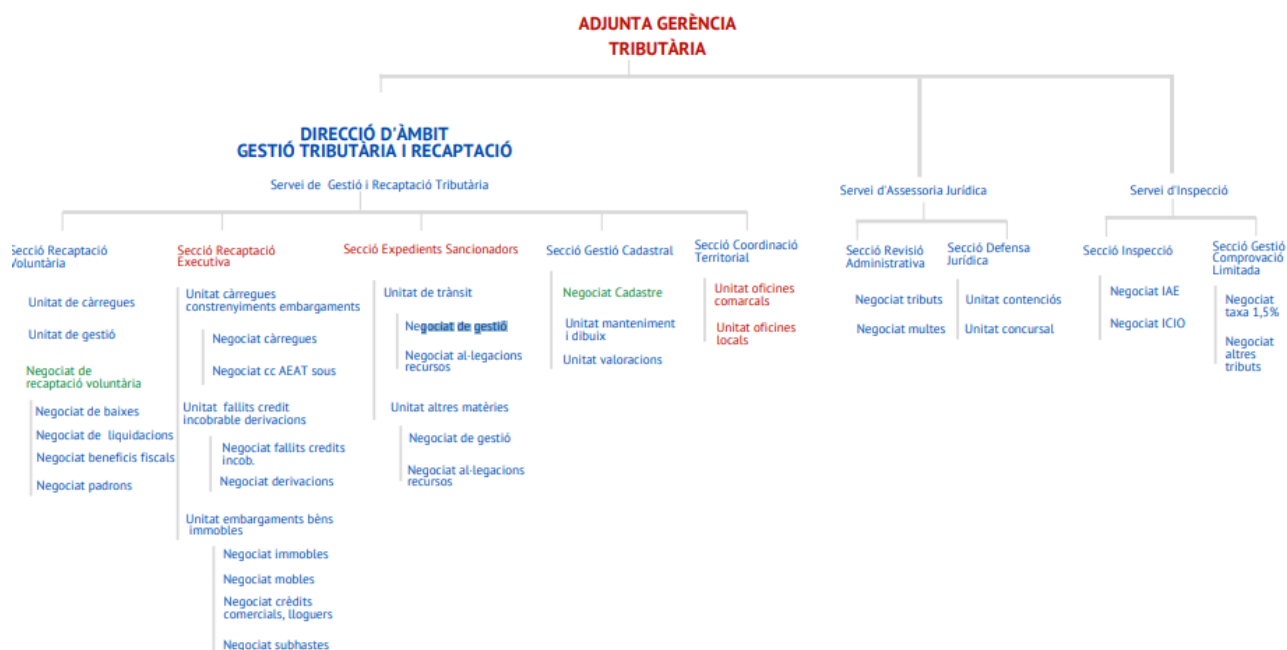 ADJUNTA GERÈNCIA
TRIBUTÀRIA
DIRECCIÓ D'ÀMBIT
GESTIÓ TRIBUTÀRIA I RECAPTACIÓ
Servei de Gestió i Recaptació Tributària
Secció Recaptació
Voluntària
Unitat de càrregues
Unitat de gestió
Negociat de
recaptació voluntària
Negociat de baixes
Negociat de liquidacions
Negociat beneficis fiscals
Negociat padrons
Secció Recaptació
Executiva
Unitat càrregues
constrenyiments embargaments
Negociat càrregues
Negociat cc AEAT sous
Unitat fallits credit
incobrable derivacions
Negociat fallits credits
incob.
Negociat derivacions
Unitat embargaments bèns
immobles
Negociat immobles
Negociat mobles
Negociat crèdits
comercials, lloguers
Negociat subhastes
Secció Expedients Sancionadors
Unitat de trànsit
Negociat de gestió
Negociat al·legacions
recursos
Unitat altres matèries
Negociat de gestió
Negociat al·legacions
recursos
Secció Gestió Cadastral
Negociat Cadastre
Unitat manteniment
i dibuix
Unitat valoracions
Secció Coordinació
Territorial
Unitat oficines
comarcals
Unitat oficines
locals
Servei d'Assessoria Jurídica
Secció Revisió
Administrativa
Negociat tributs
Negociat multes
Secció Defensa
Jurídica
Unitat contenciós
Unitat concursal
Servei d'Inspecció
Secció Inspecció
Negociat IAE
Negociat ICIO
Secció Gestió
Comprovació
Limitada
Negociat
taxa 1,5%
Negociat
altres
tributs